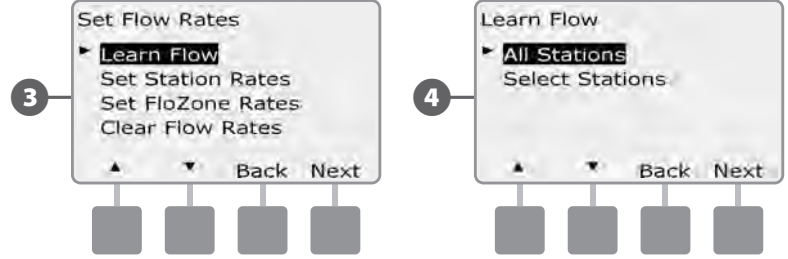 Set Flow Rates
► Learn Flow
Set Station Rates
Set FloZone Rates
Clear Flow Rates
▲ ▼ Back Next
3
Learn Flow
► All Stations
Select Stations
▲ ▼ Back Next
4